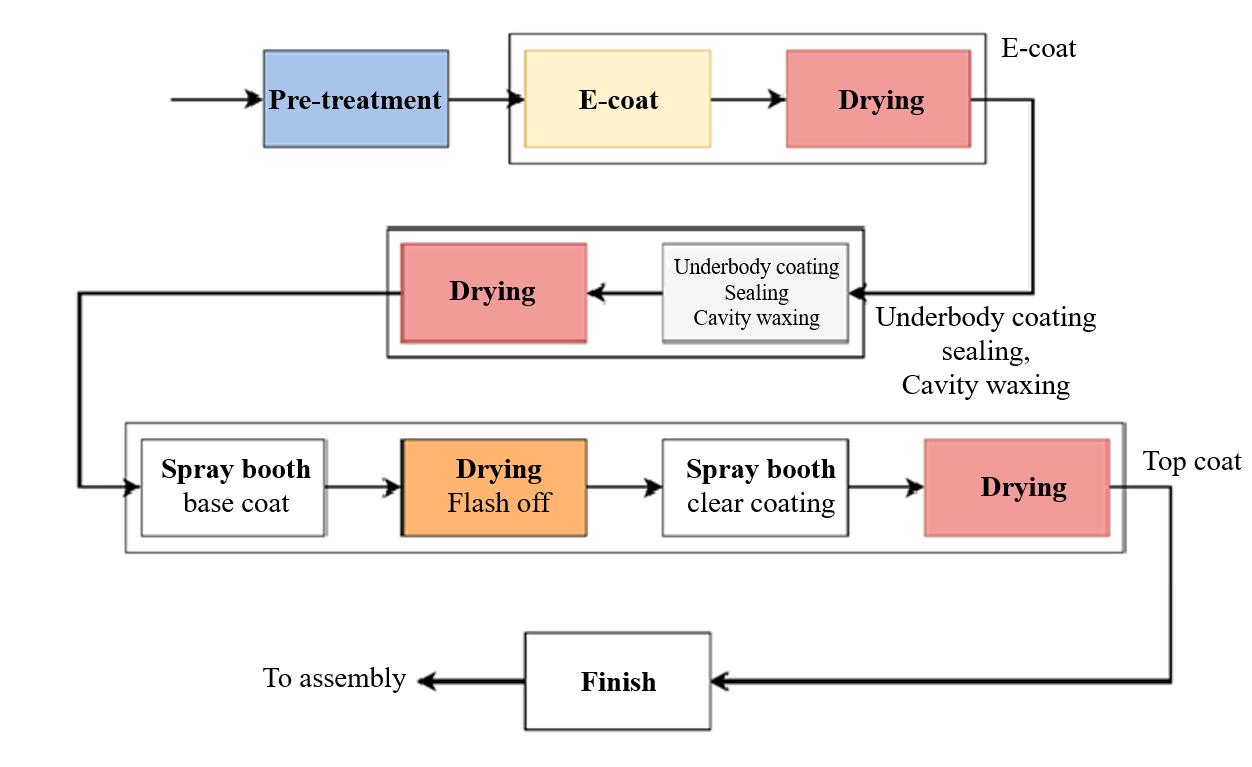 E-coat
Pre-treatment
E-coat
Drying
Drying
Underbody coating
Sealing
Cavity waxing
Underbody coating
sealing,
Cavity waxing
Spray booth
base coat
Drying
Flash off
Spray booth
clear coating
Drying
Top coat
To assembly
Finish